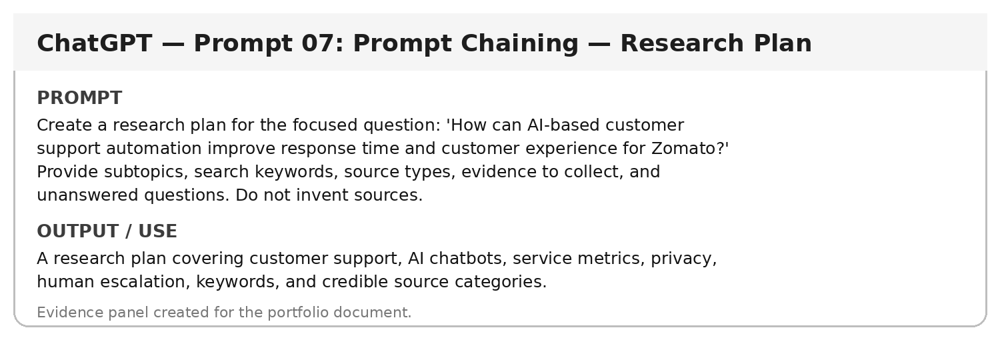 ChatGPT — Prompt 07: Prompt Chaining — Research Plan
PROMPT
Create a research plan for the focused question: 'How can AI-based customer
support automation improve response time and customer experience for Zomato?'
Provide subtopics, search keywords, source types, evidence to collect, and
unanswered questions. Do not invent sources.
OUTPUT / USE
A research plan covering customer support, AI chatbots, service metrics, privacy,
human escalation, keywords, and credible source categories.
Evidence panel created for the portfolio document.